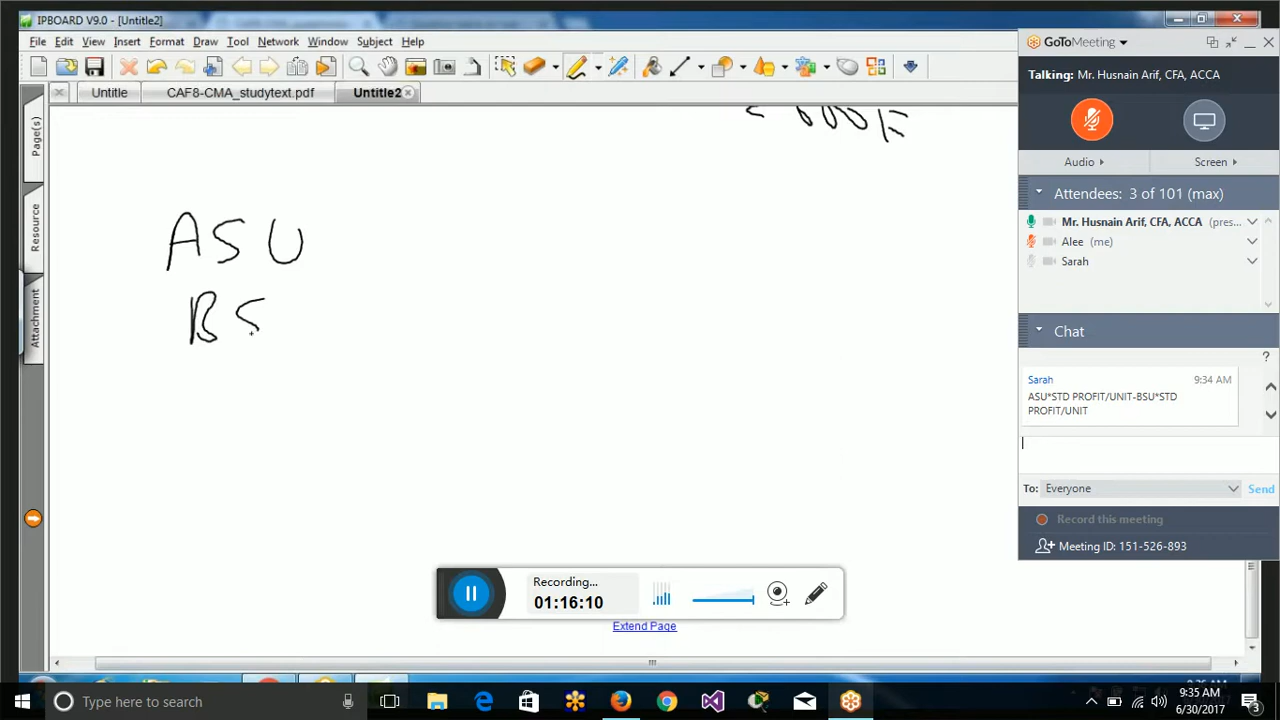 IPBOARD V9.0 - [Untitle2]
File Edit View Insert Format Draw Tool Network Window Subject Help
Untitle CAF8-CMA_studytext.pdf Untitle2
Page(s)
Resource
Attachment
ASU
BS
Recording...
01:16:10
Extend Page
GoToMeeting
Talking: Mr. Husnain Arif, CFA, ACCA
Audio Screen
Attendees: 3 of 101 (max)
Mr. Husnain Arif, CFA, ACCA (pres...
Alee (me)
Sarah
Chat
?
Sarah 9:34 AM
ASU*STD PROFIT/UNIT-BSU*STD
PROFIT/UNIT
To: Everyone Send
Record this meeting
Meeting ID: 151-526-893
Type here to search
9:35 AM
6/30/2017
3